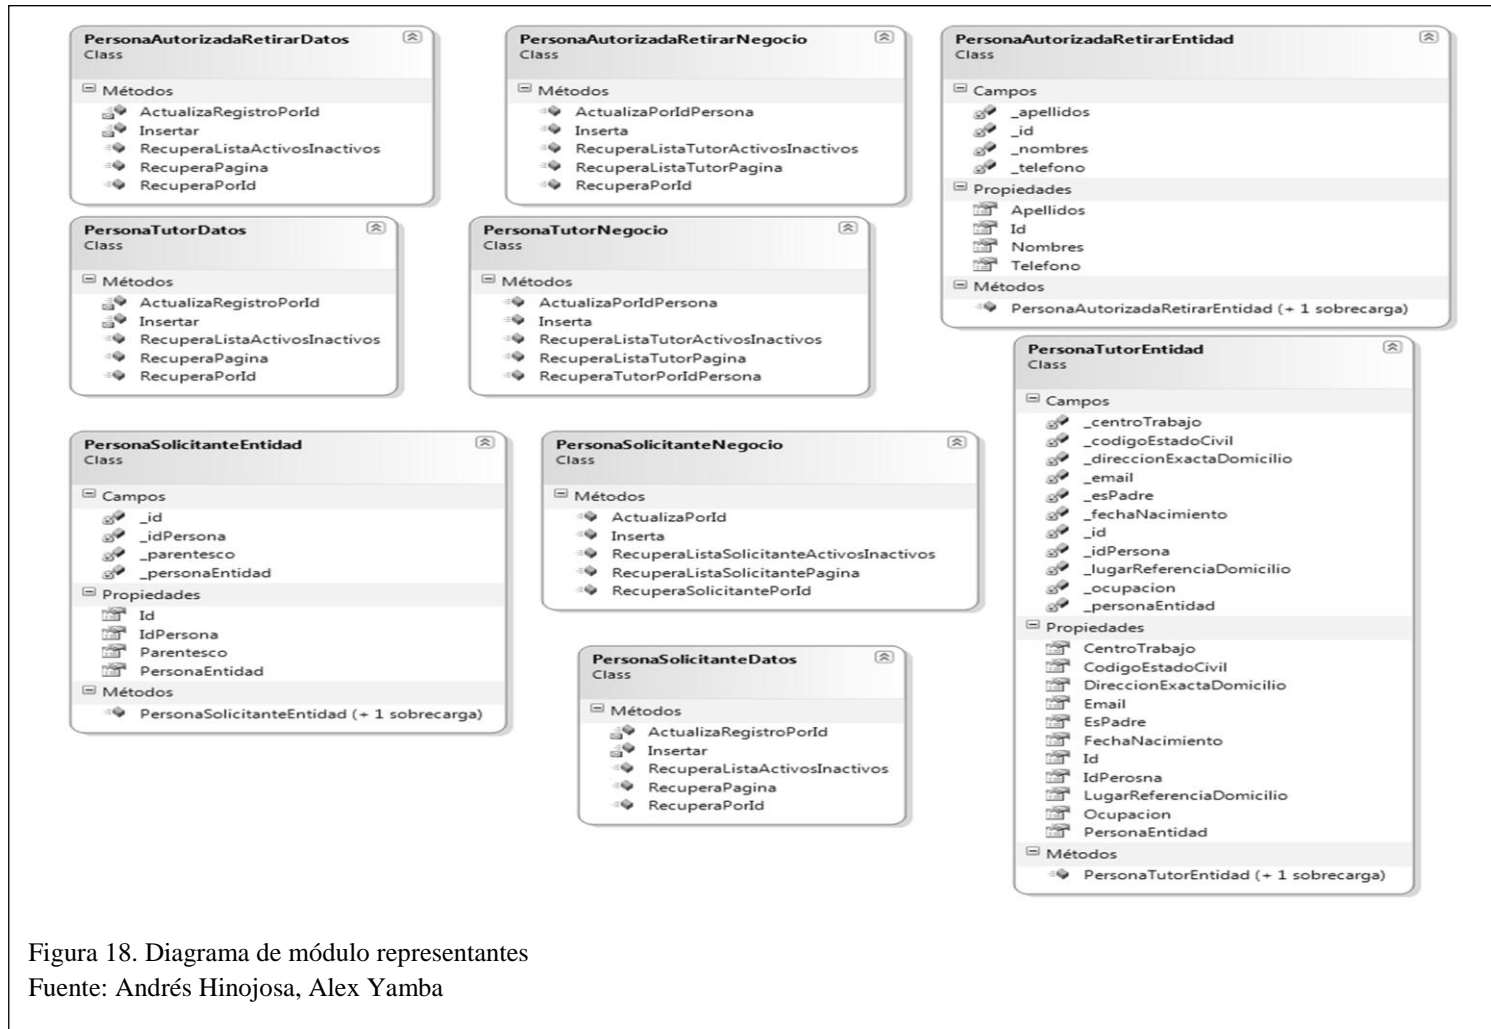 PersonaAutorizadaRetirarDatos
Class
Métodos
ActualizaRegistroPorId
Insertar
RecuperaListaActivosInactivos
RecuperaPagina
RecuperaPorId
PersonaAutorizadaRetirarNegocio
Class
Métodos
ActualizaPorIdPersona
Inserta
RecuperaListaTutorActivosInactivos
RecuperaListaTutorPagina
RecuperaPorId
PersonaAutorizadaRetirarEntidad
Class
Campos
_apellidos
_id
_nombres
_telefono
Propiedades
Apellidos
Id
Nombres
Telefono
Métodos
PersonaAutorizadaRetirarEntidad (+ 1 sobrecarga)
PersonaTutorDatos
Class
Métodos
ActualizaRegistroPorId
Insertar
RecuperaListaActivosInactivos
RecuperaPagina
RecuperaPorId
PersonaTutorNegocio
Class
Métodos
ActualizaPorIdPersona
Inserta
RecuperaListaTutorActivosInactivos
RecuperaListaTutorPagina
RecuperaTutorPorIdPersona
PersonaTutorEntidad
Class
Campos
_centroTrabajo
_codigoEstadoCivil
_direccionExactaDomicilio
_email
_esPadre
_fechaNacimiento
_id
_idPersona
_lugarReferenciaDomicilio
_ocupacion
_personaEntidad
Propiedades
CentroTrabajo
CodigoEstadoCivil
DireccionExactaDomicilio
Email
EsPadre
FechaNacimiento
Id
IdPerosna
LugarReferenciaDomicilio
Ocupacion
PersonaEntidad
Métodos
PersonaTutorEntidad (+ 1 sobrecarga)
PersonaSolicitanteEntidad
Class
Campos
_id
_idPersona
_parentesco
_personaEntidad
Propiedades
Id
IdPersona
Parentesco
PersonaEntidad
Métodos
PersonaSolicitanteEntidad (+ 1 sobrecarga)
PersonaSolicitanteNegocio
Class
Métodos
ActualizaPorId
Inserta
RecuperaListaSolicitanteActivosInactivos
RecuperaListaSolicitantePagina
RecuperaSolicitantePorId
PersonaSolicitanteDatos
Class
Métodos
ActualizaRegistroPorId
Insertar
RecuperaListaActivosInactivos
RecuperaPagina
RecuperaPorId
Figura 18. Diagrama de módulo representantes
Fuente: Andrés Hinojosa, Alex Yamba